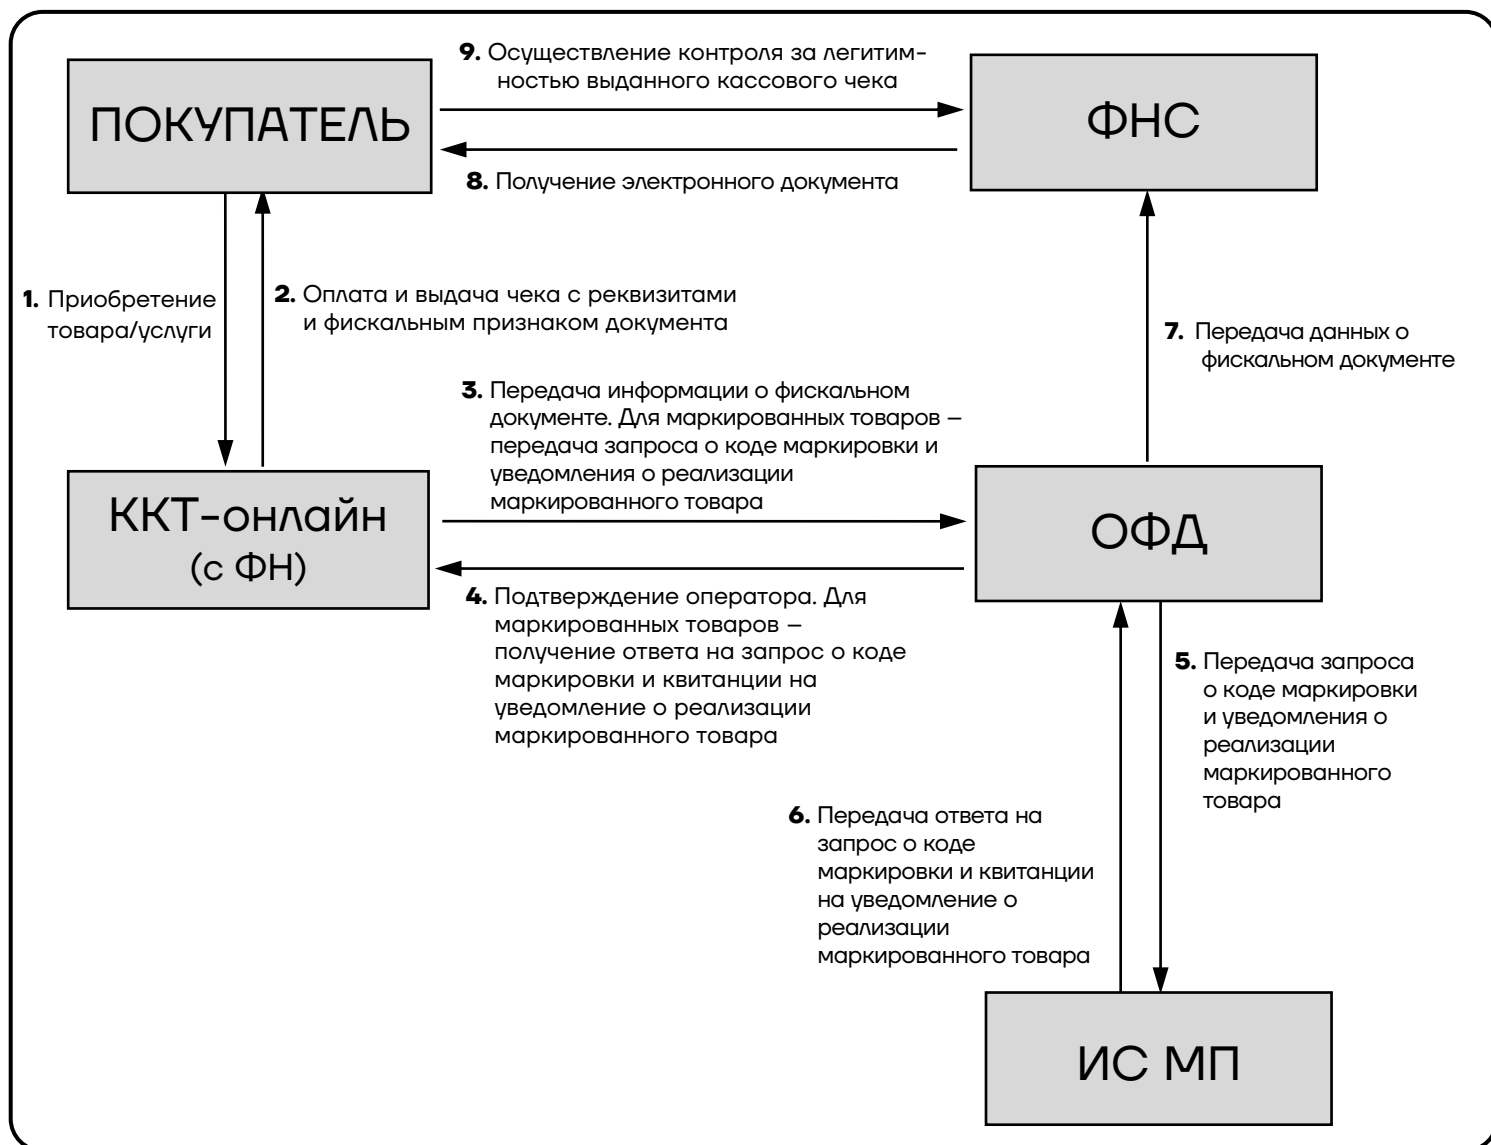 9. Осуществление контроля за легитим-
ностью выданного кассового чека
ПОКУПАТЕЛЬ
ФНС
8. Получение электронного документа
1. Приобретение
товара/услуги
2. Оплата и выдача чека с реквизитами
и фискальным признаком документа
7. Передача данных о
фискальном документе
3. Передача информации о фискальном
документе. Для маркированных товаров –
передача запроса о коде маркировки и
уведомления о реализации
маркированного товара
ККТ-онлайн
(с ФН)
ОФД
4. Подтверждение оператора. Для
маркированных товаров –
получение ответа на запрос о коде
маркировки и квитанции на
уведомление о реализации
маркированного товара
5. Передача запроса
о коде маркировки
и уведомления о
реализации
маркированного
товара
6. Передача ответа на
запрос о коде
маркировки и квитанции
на уведомление о
реализации
маркированного товара
ИС МП